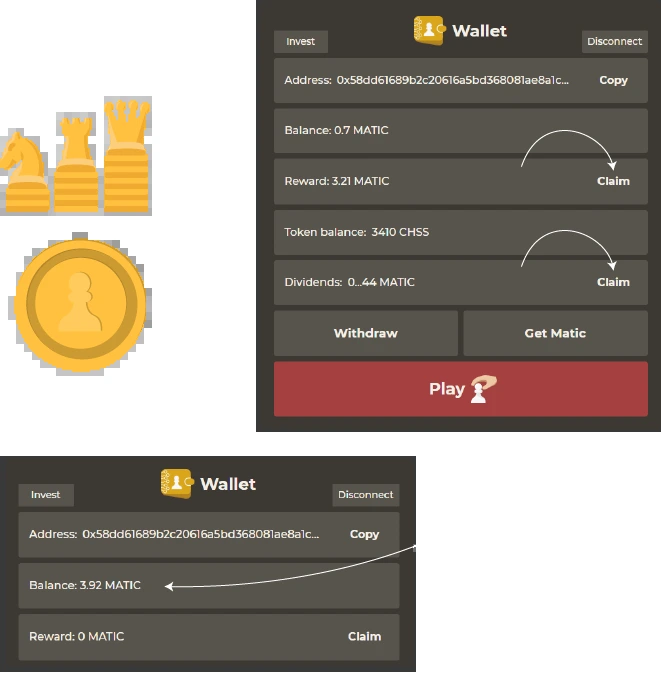 Wallet
Invest
Disconnect
Address: 0x58dd61689b2c20616a5bd368081ae8a1c... Copy
Balance: 0.7 MATIC
Reward: 3.21 MATIC Claim
Token balance: 3410 CHSS
Dividends: 0...44 MATIC Claim
Withdraw Get Matic
Play
Wallet
Invest
Disconnect
Address: 0x58dd61689b2c20616a5bd368081ae8a1c... Copy
Balance: 3.92 MATIC
Reward: 0 MATIC Claim